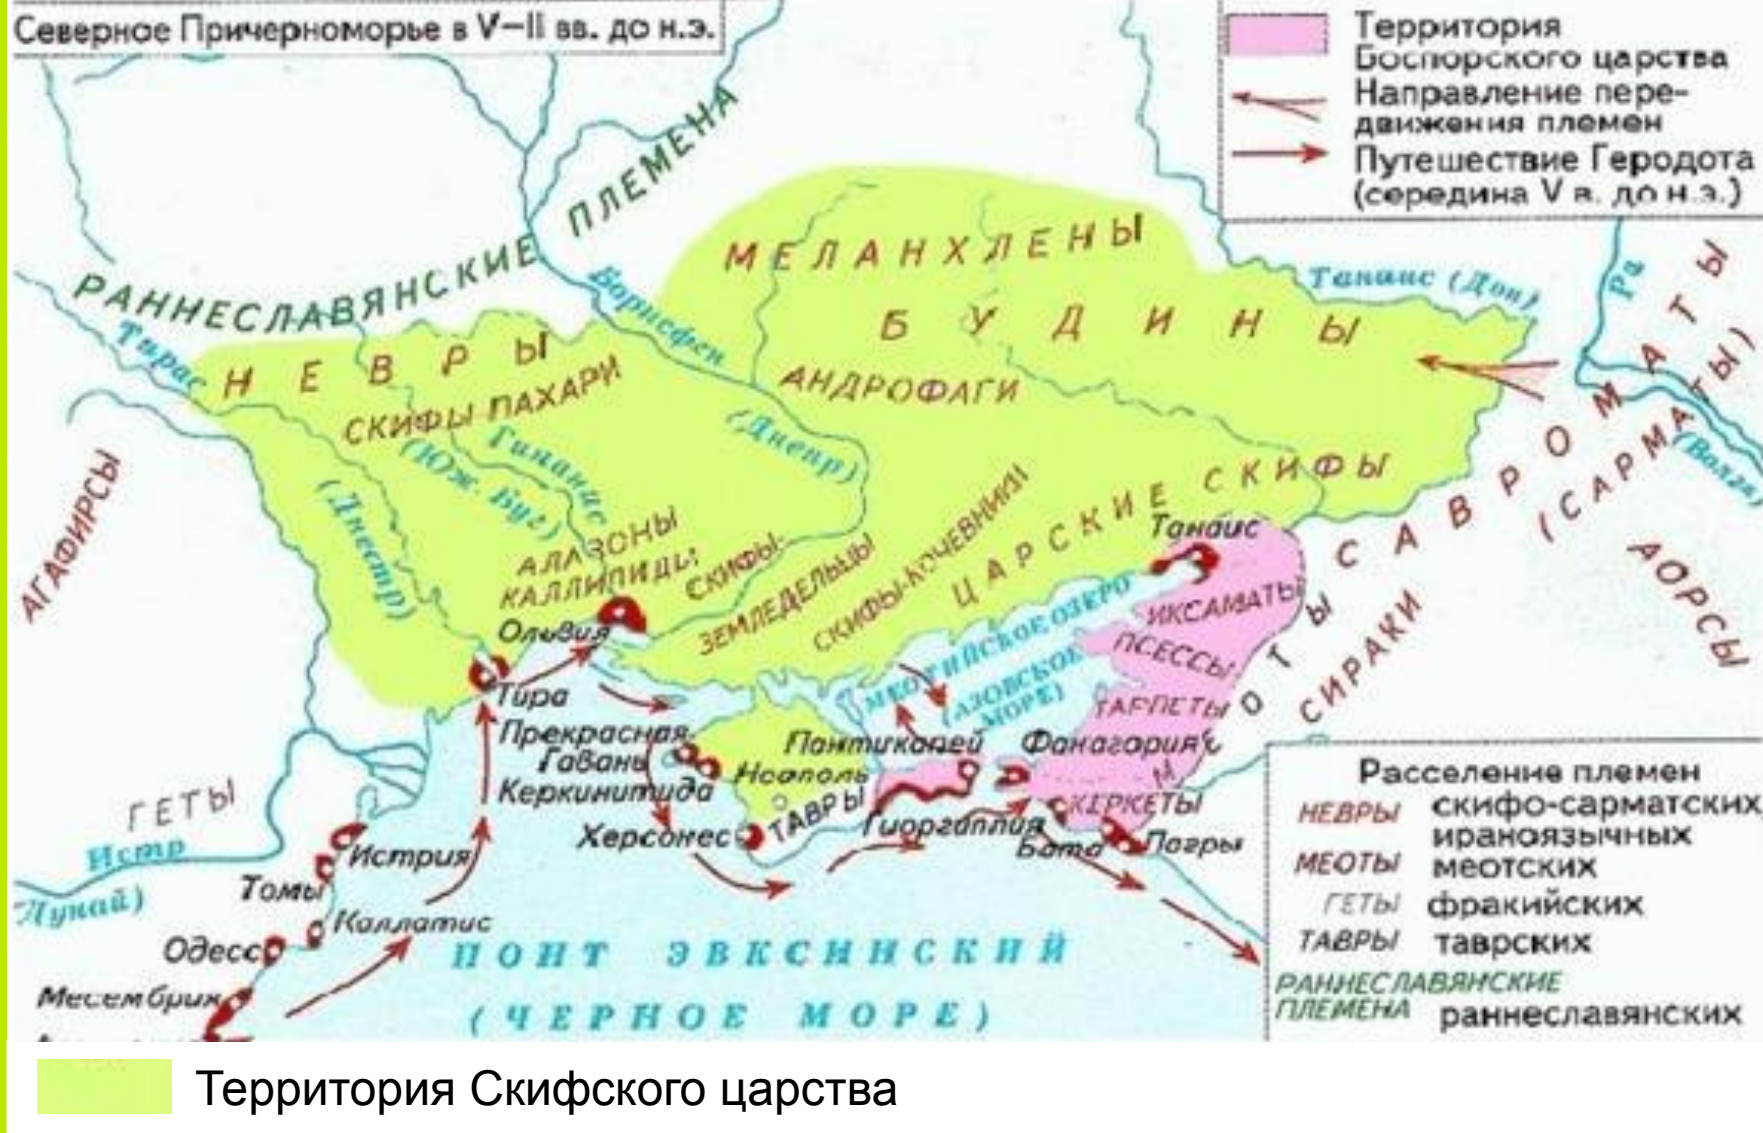 Северное Причерноморье в V–II вв. до н.э.
Территория
Боспорского царства
Направление пере-
движения племен
Путешествие Геродота
(середина V в. до н.э.)
РАННЕСЛАВЯНСКИЕ ПЛЕМЕНА
МЕЛАНХЛЕНЫ
БУДИНЫ
АНДРОФАГИ
Танаис (Дон)
Ра
(Волга)
Борисфен
(Днепр)
Тирас
(Днестр)
НЕВРЫ
СКИФЫ ПАХАРИ
Гипанис
(Юж. Буг)
АГАФИРСЫ
АЛАЗОНЫ
КАЛЛИПИДЫ
СКИФЫ-
ЗЕМЛЕДЕЛЬЦЫ
СКИФЫ-КОЧЕВНИКИ
ЦАРСКИЕ СКИФЫ
САВРОМАТЫ
(САРМАТЫ)
АОРСЫ
СИРАКИ
МЕОТЫ
Танаис
ИКСАМАТЫ
ПСЕССЫ
ТАРПЕТЫ
МЕОТИЙСКОЕ ОЗЕРО
(АЗОВСКОЕ
МОРЕ)
Ольвия
Тира
Прекрасная
Гавань
Керкинитида
Неаполь
Херсонес
ТАВРЫ
Пантикапей
Фанагория
Гиоргиппия
КЕРКЕТЫ
Бата
Пагры
ГЕТЫ
Истр
Дунай)
Истрия
Томы
Каллатис
Одесс
Месембрия
ПОНТ ЭВКСИНСКИЙ
(ЧЕРНОЕ МОРЕ)
Расселение племен
НЕВРЫ скифо-сарматских
ираноязычных
МЕОТЫ меотских
ГЕТЫ фракийских
ТАВРЫ таврских
РАННЕСЛАВЯНСКИЕ
ПЛЕМЕНА раннеславянских
Территория Скифского царства